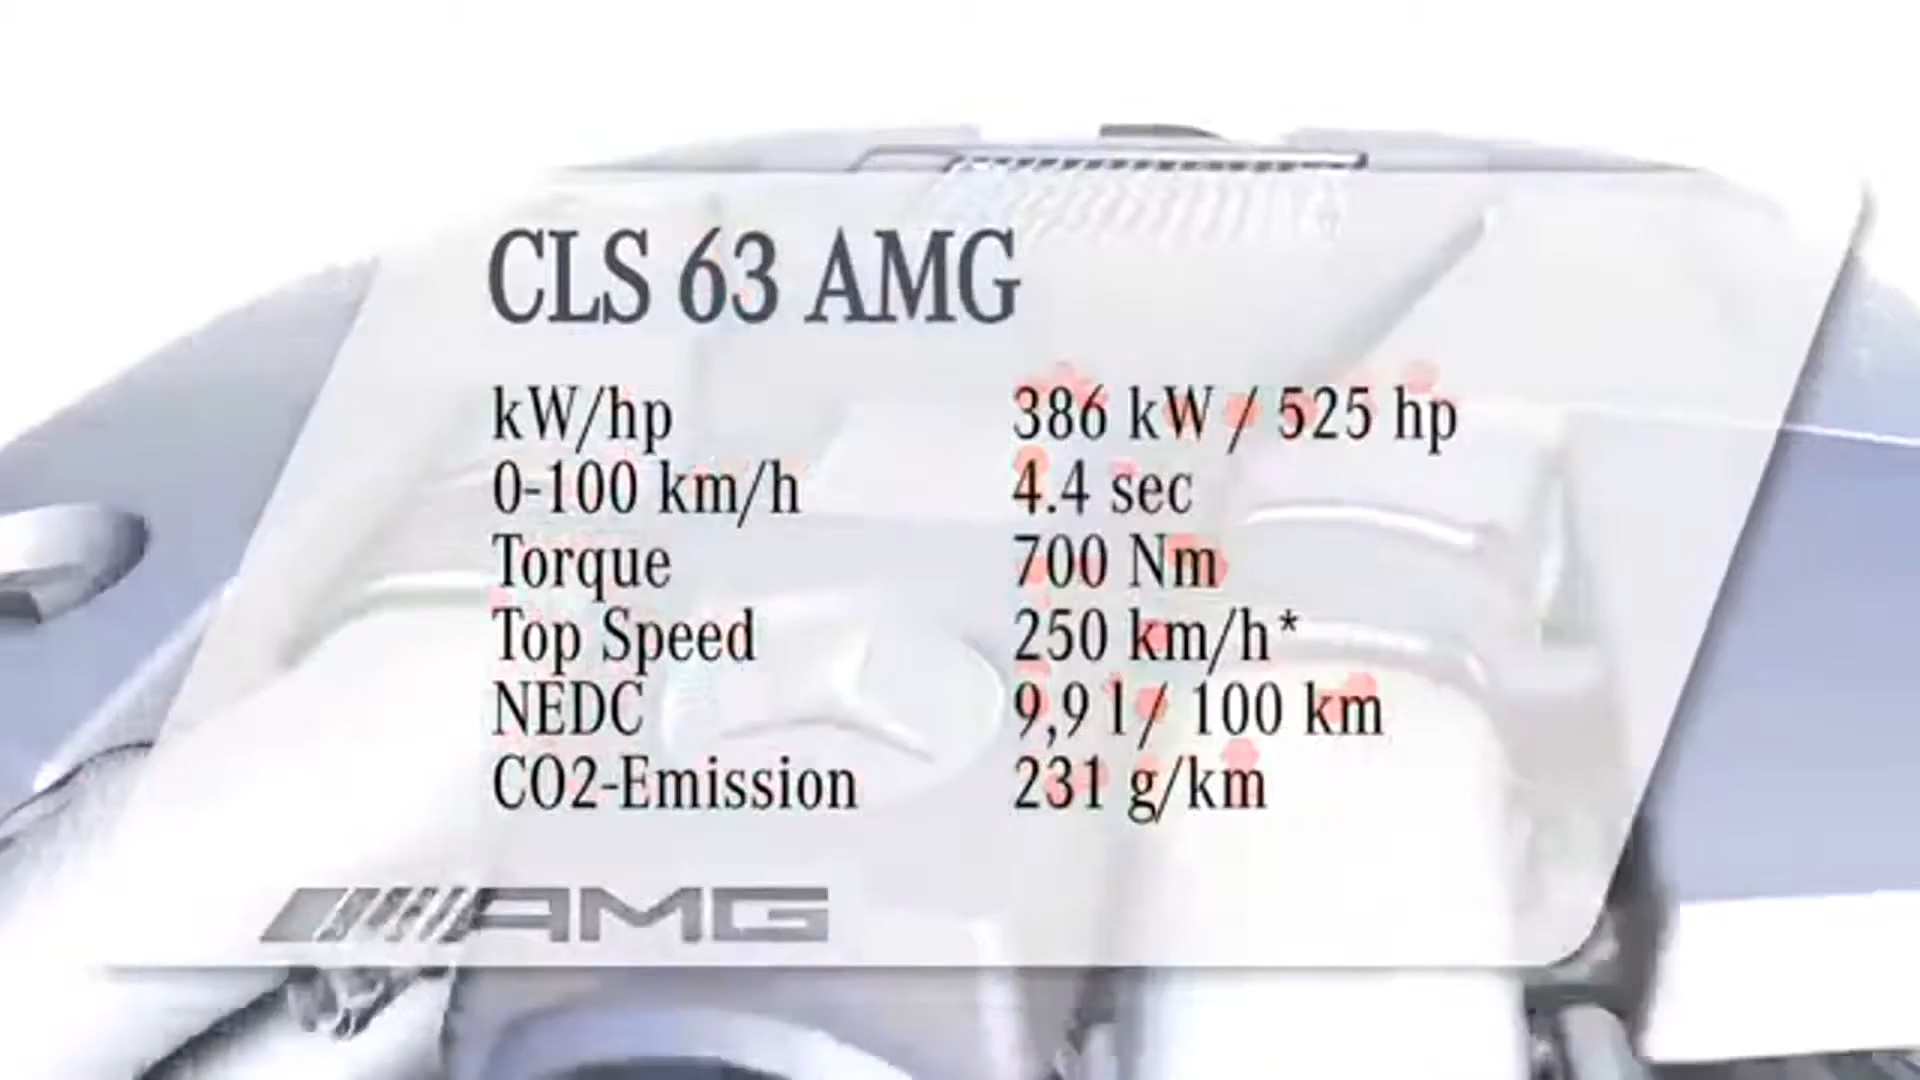 CLS 63 AMG
kW/hp 386 kW / 525 hp
0-100 km/h 4.4 sec
Torque 700 Nm
Top Speed 250 km/h*
NEDC 9,9 l / 100 km
CO2-Emission 231 g/km
AMG